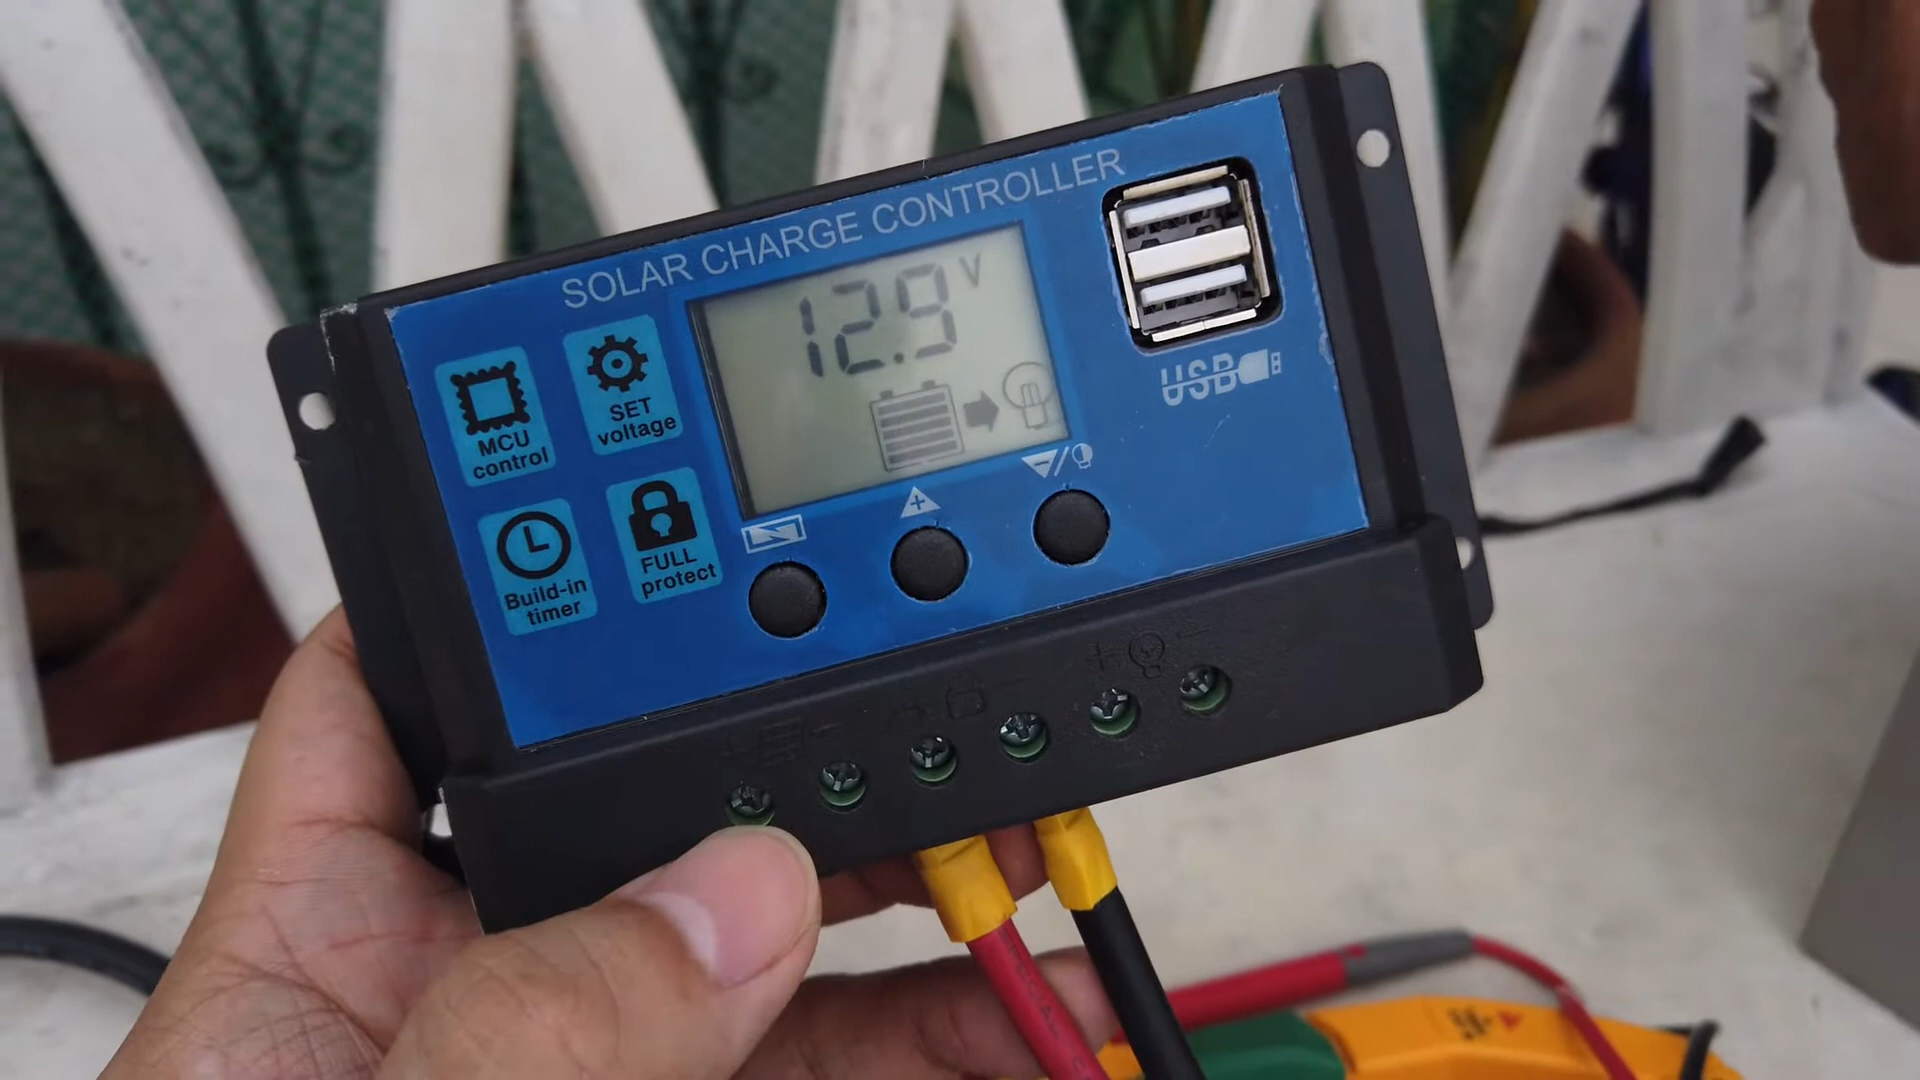 SOLAR CHARGE CONTROLLER
12.9 V
MCU
control
SET
voltage
Build-in
timer
FULL
protect
USB